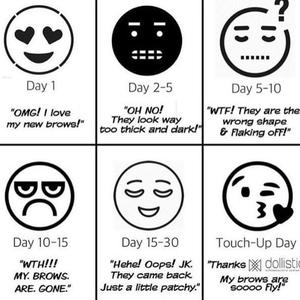 ?
Day 1
Day 2-5
Day 5-10
"OMG! I love
my new brows!"
"OH NO!
They look way
too thick and dark!"
"WTF! They are the
wrong shape
& flaking off!"
Day 10-15
Day 15-30
Touch-Up Day
"WTH!!!
MY. BROWS.
ARE. GONE."
"Hehe! Oops! JK.
They came back.
Just a little patchy."
"Thanks dollistic
My brows are
soooo fly!"